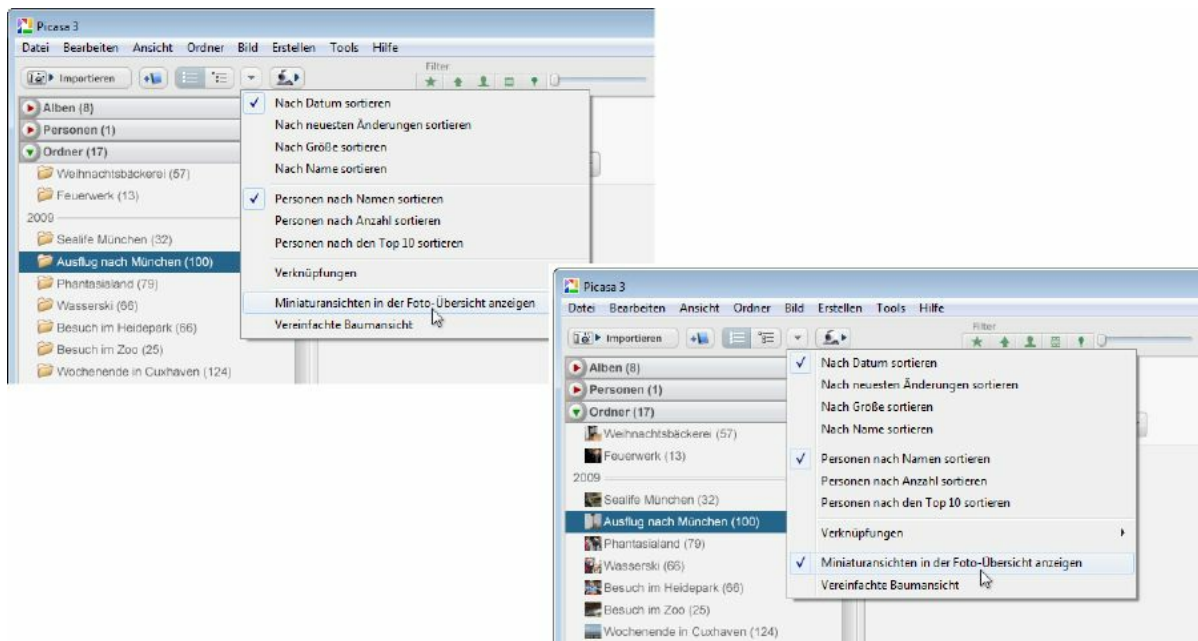 Picasa 3
Datei Bearbeiten Ansicht Ordner Bild Erstellen Tools Hilfe
Importieren
Filter
Alben (8)
Personen (1)
Ordner (17)
Weihnachtsbäckerei (57)
Feuerwerk (13)
2009
Sealife München (32)
Ausflug nach München (100)
Phantasialand (79)
Wasserski (66)
Besuch im Heidepark (66)
Besuch im Zoo (25)
Wochenende in Cuxhaven (124)
Nach Datum sortieren
Nach neuesten Änderungen sortieren
Nach Größe sortieren
Nach Name sortieren
Personen nach Namen sortieren
Personen nach Anzahl sortieren
Personen nach den Top 10 sortieren
Verknüpfungen
Miniaturansichten in der Foto-Übersicht anzeigen
Vereinfachte Baumansicht
Picasa 3
Datei Bearbeiten Ansicht Ordner Bild Erstellen Tools Hilfe
Importieren
Filter
Alben (8)
Personen (1)
Ordner (17)
Weihnachtsbäckerei (57)
Feuerwerk (13)
2009
Sealife München (32)
Ausflug nach München (100)
Phantasialand (79)
Wasserski (66)
Besuch im Heidepark (66)
Besuch im Zoo (25)
Wochenende in Cuxhaven (124)
Nach Datum sortieren
Nach neuesten Änderungen sortieren
Nach Größe sortieren
Nach Name sortieren
Personen nach Namen sortieren
Personen nach Anzahl sortieren
Personen nach den Top 10 sortieren
Verknüpfungen
Miniaturansichten in der Foto-Übersicht anzeigen
Vereinfachte Baumansicht